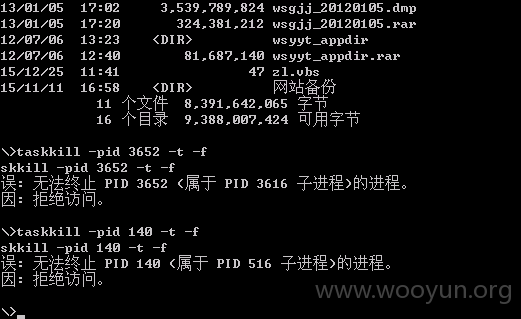 13/01/05  17:02     3,539,789,824 wsgjj_20120105.dmp
13/01/05  17:20       324,381,212 wsgjj_20120105.rar
12/07/06  13:23    <DIR>          wsyyt_appdir
12/07/06  12:40        81,687,140 wsyyt_appdir.rar
15/12/25  11:41                47 zl.vbs
15/11/11  16:58    <DIR>          网站备份
11 个文件  8,391,642,065 字节
16 个目录  9,388,007,424 可用字节
\>taskkill -pid 3652 -t -f
skkill -pid 3652 -t -f
误: 无法终止 PID 3652 (属于 PID 3616 子进程)的进程。
因: 拒绝访问。
\>taskkill -pid 140 -t -f
skkill -pid 140 -t -f
误: 无法终止 PID 140 (属于 PID 516 子进程)的进程。
因: 拒绝访问。
www.wooyun.org
\>_